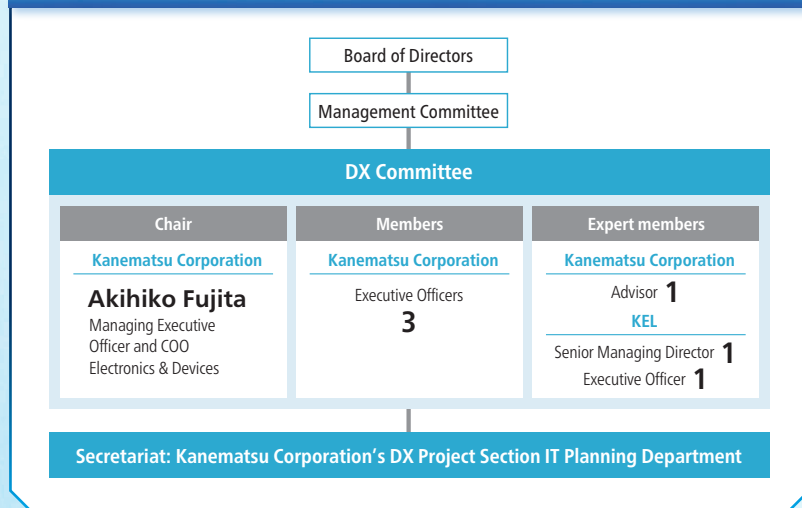 Board of Directors
Management Committee
DX Committee
Chair
Kanematsu Corporation
Akihiko Fujita
Managing Executive
Officer and COO
Electronics & Devices
Members
Kanematsu Corporation
Executive Officers
3
Expert members
Kanematsu Corporation
Advisor 1
KEL
Senior Managing Director 1
Executive Officer 1
Secretariat: Kanematsu Corporation’s DX Project Section IT Planning Department